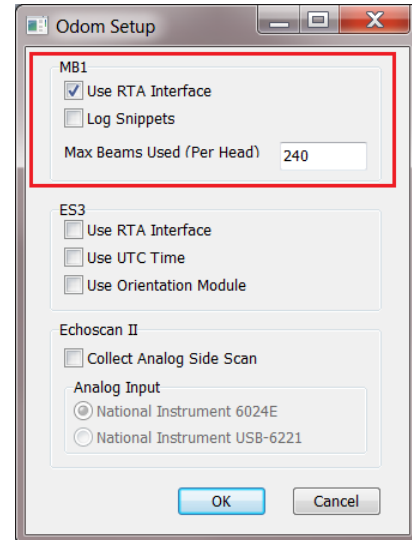 Odom Setup
MB1
Use RTA Interface
Log Snippets
Max Beams Used (Per Head) 240
ES3
Use RTA Interface
Use UTC Time
Use Orientation Module
Echoscan II
Collect Analog Side Scan
Analog Input
National Instrument 6024E
National Instrument USB-6221
OK Cancel